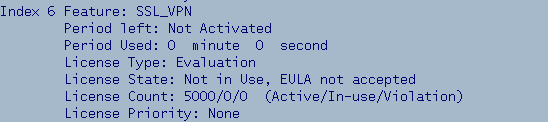 Index 6 Feature: SSL_VPN
Period left: Not Activated
Period Used: 0 minute 0 second
License Type: Evaluation
License State: Not in Use, EULA not accepted
License Count: 5000/0/0 (Active/In-use/Violation)
License Priority: None